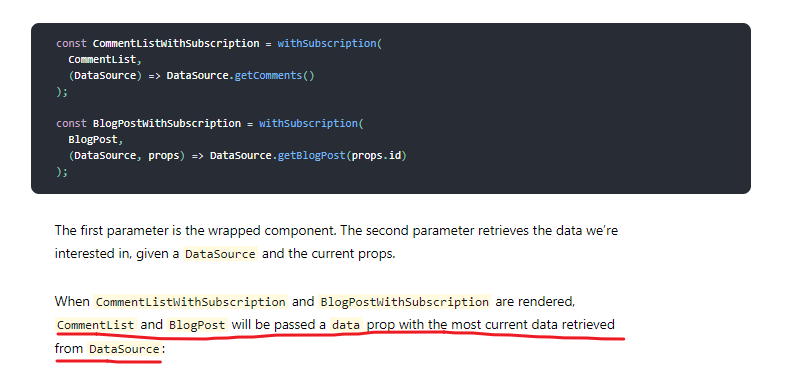 const CommentListWithSubscription = withSubscription(
  CommentList,
  (DataSource) => DataSource.getComments()
);
const BlogPostWithSubscription = withSubscription(
  BlogPost,
  (DataSource, props) => DataSource.getBlogPost(props.id)
);
The first parameter is the wrapped component. The second parameter retrieves the data we’re
interested in, given a DataSource and the current props.
When CommentListWithSubscription and BlogPostWithSubscription are rendered,
CommentList and BlogPost will be passed a data prop with the most current data retrieved
from DataSource: